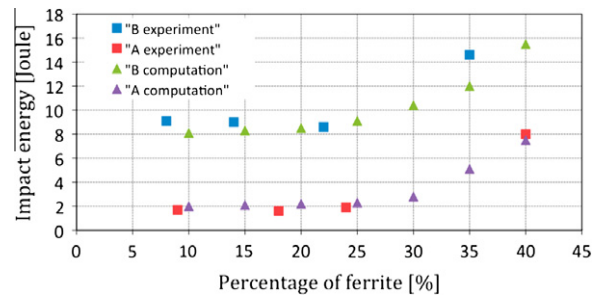 18
16
14
12
10
8
6
4
2
0
Impact energy [Joule]
"B experiment"
"A experiment"
"B computation"
"A computation"
0 5 10 15 20 25 30 35 40 45
Percentage of ferrite [%]